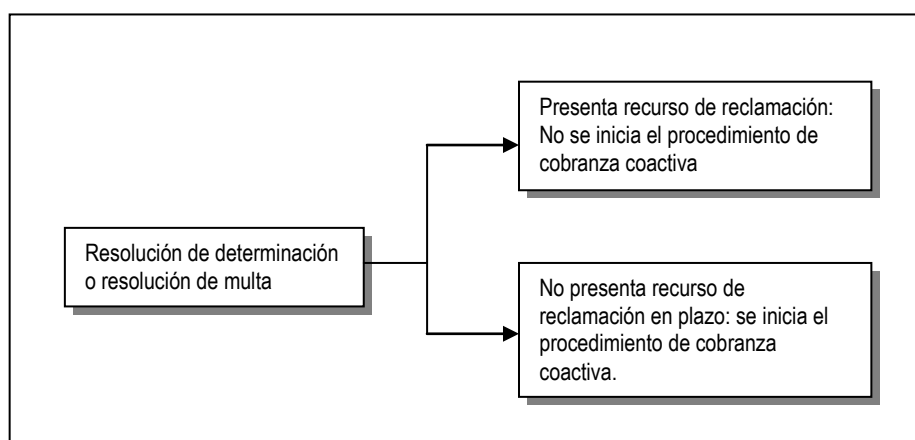 Presenta recurso de reclamación:
No se inicia el procedimiento de
cobranza coactiva
Resolución de determinación
o resolución de multa
No presenta recurso de
reclamación en plazo: se inicia el
procedimiento de cobranza
coactiva.